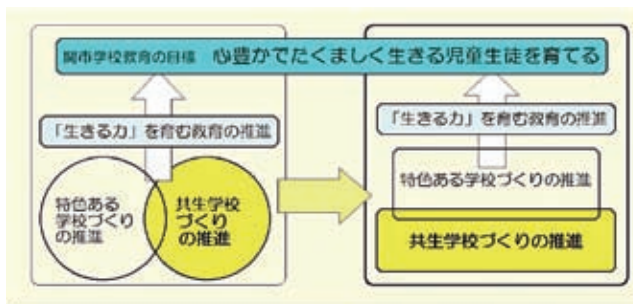 関市学校教育の目標 心豊かでたくましく生きる児童生徒を育てる
「生きる力」を育む教育の推進
特色ある
学校づくり
の推進
共生学校
づくり
の推進
「生きる力」を育む教育の推進
特色ある学校づくりの推進
共生学校づくりの推進